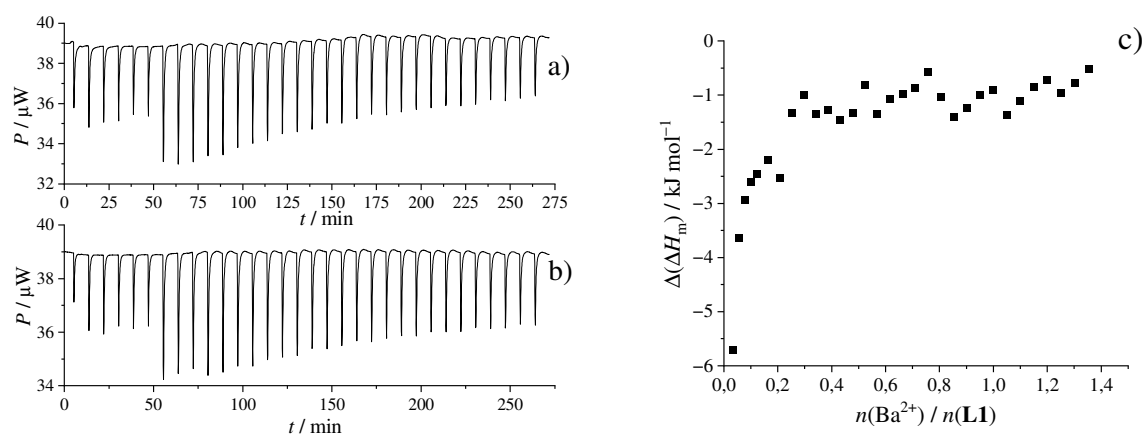 40
38
36
34
32
P / µW
0 25 50 75 100 125 150 175 200 225 250 275
t / min
a)
40
38
36
34
P / µW
0 50 100 150 200 250
t / min
b)
c)
0
−1
−2
−3
−4
−5
−6
Δ(ΔHm) / kJ mol−1
0,0 0,2 0,4 0,6 0,8 1,0 1,2 1,4
n(Ba2+) / n(L1)